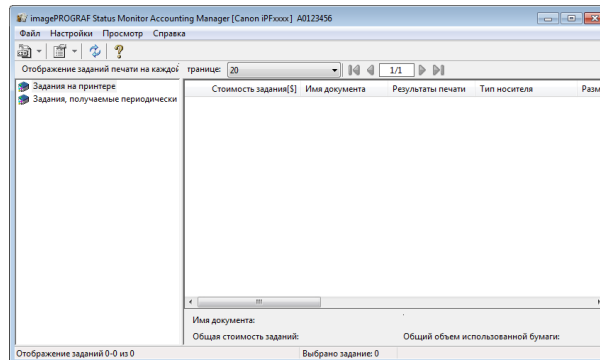 imagePROGRAF Status Monitor Accounting Manager [Canon iPFxxxx] A0123456
Файл Настройки Просмотр Справка
Отображение заданий печати на каждой транице: 20 1/1
Задания на принтере
Задания, получаемые периодически
Стоимость задания[$] Имя документа Результаты печати Тип носителя Разм
Имя документа:
Общая стоимость заданий: Общий объем использованной бумаги:
Отображение заданий 0-0 из 0 Выбрано задание: 0